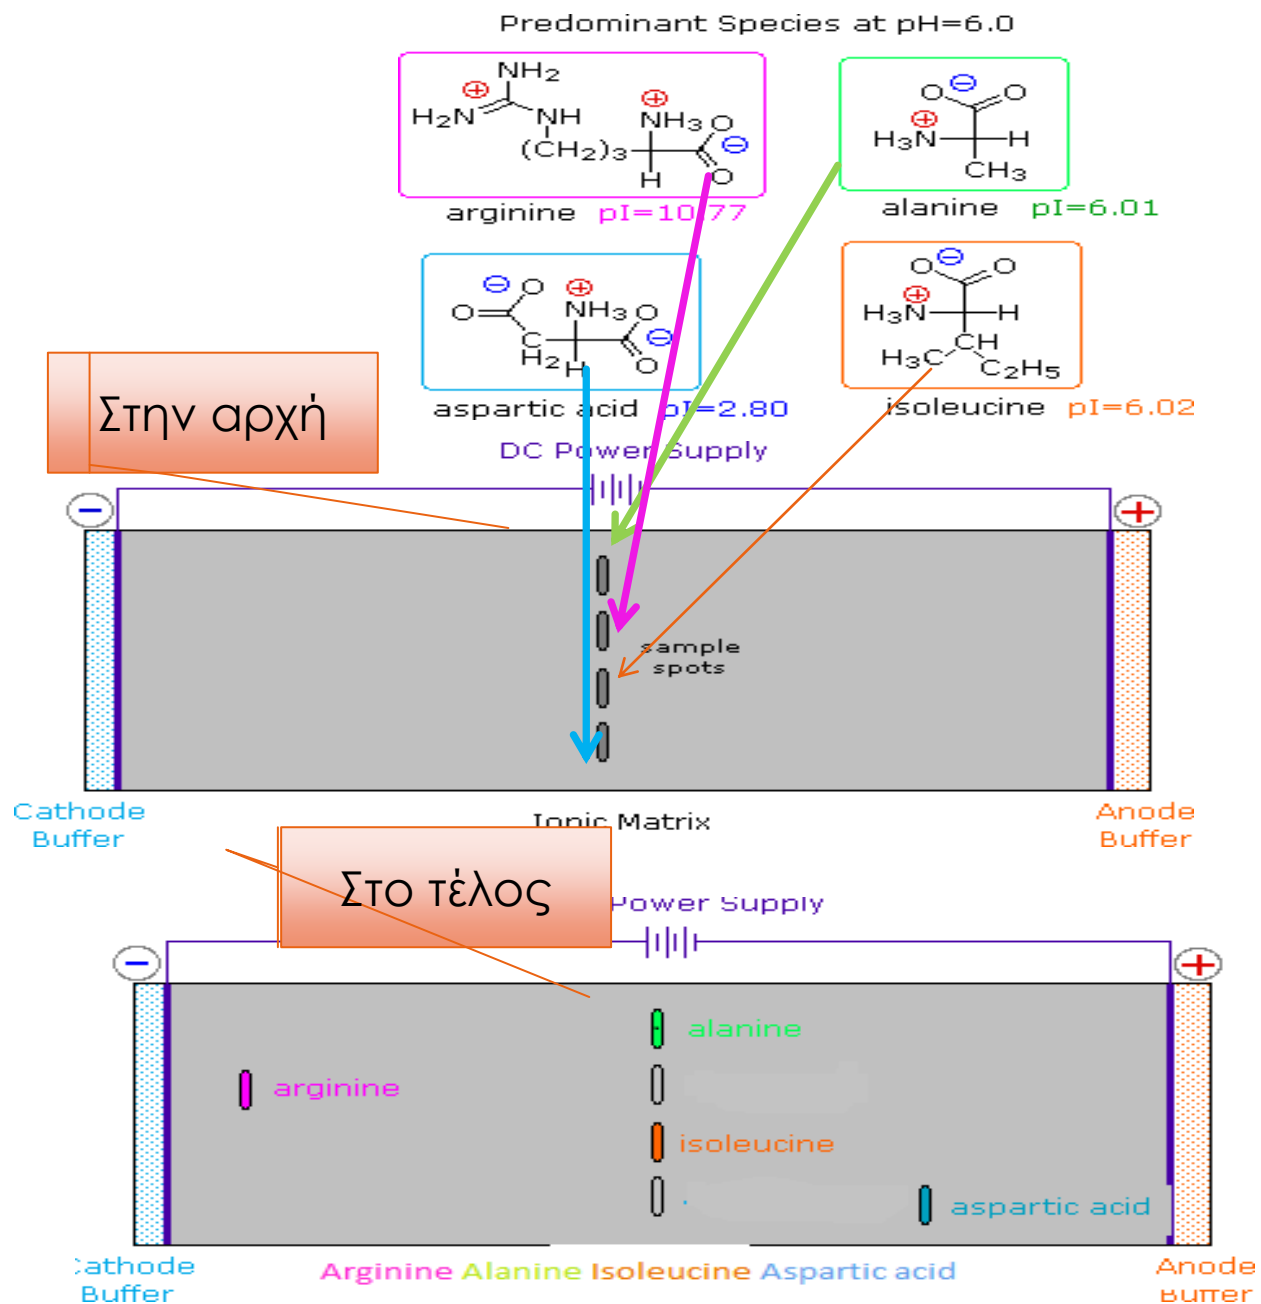 Predominant Species at pH=6.0
NH2
H2N
NH
NH3
O
(CH2)3
H
O
arginine pI=10.77
O
O
H3N
H
CH3
alanine pI=6.01
O
O
NH3
O
C
H2
H
O
aspartic acid pI=2.80
O
O
H3N
H
CH
H3C
C2H5
isoleucine pI=6.02
Στην αρχή
DC Power Supply
sample
spots
Cathode
Buffer
Ionic Matrix
Anode
Buffer
Στο τέλος
Power Supply
alanine
arginine
isoleucine
aspartic acid
Cathode
Buffer
Arginine Alanine Isoleucine Aspartic acid
Anode
Buffer